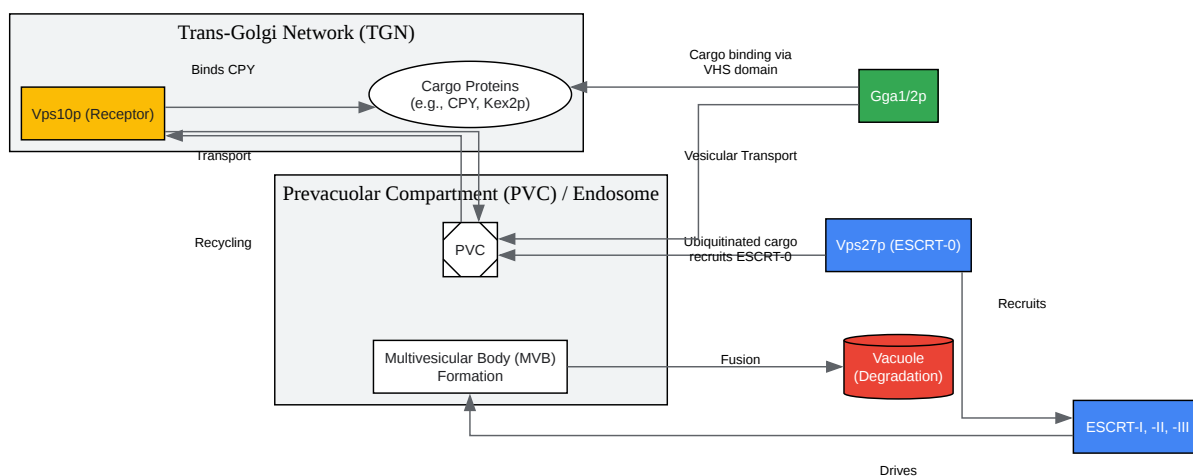 Trans-Golgi Network (TGN)
Binds CPY
Cargo Proteins
(e.g., CPY, Kex2p)
Vps10p (Receptor)
Cargo binding via
VHS domain
Gga1/2p
Transport
Vesicular Transport
Prevacuolar Compartment (PVC) / Endosome
Recycling
PVC
Ubiquitinated cargo
recruits ESCRT-0
Vps27p (ESCRT-0)
Recruits
Multivesicular Body (MVB)
Formation
Fusion
Vacuole
(Degradation)
ESCRT-I, -II, -III
Drives